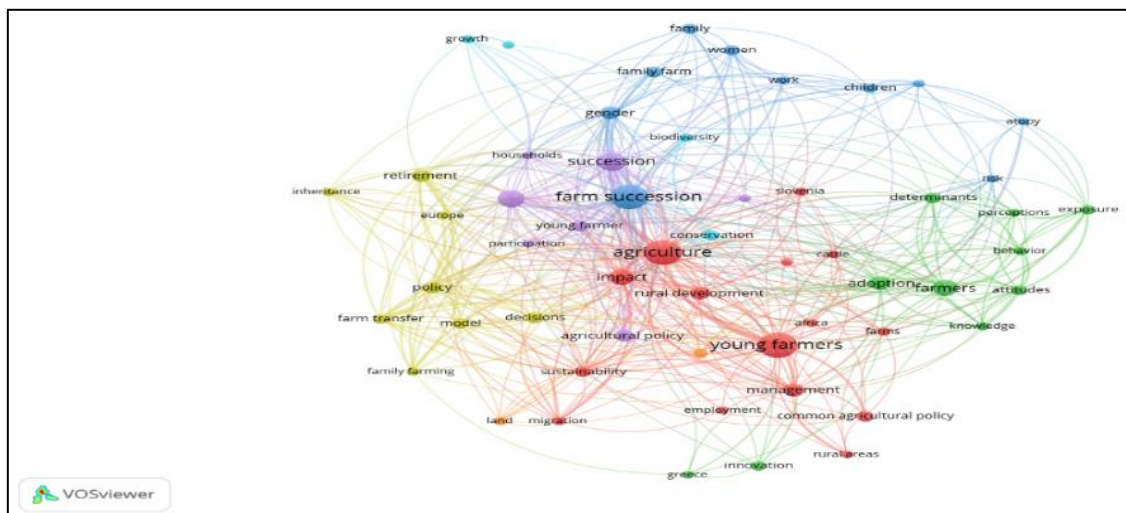 family
growth
women
family farm
work
children
gender
atopy
biodiversity
households
succession
retirement
risk
inheritance
slovenia
farm succession
determinants
europe
perceptions
exposure
young farmer
conservation
participation
agriculture
cattle
behavior
impact
adoption
farmers
policy
rural development
attitudes
farm transfer
model
decisions
africa
knowledge
agricultural policy
farms
young farmers
family farming
sustainability
management
employment
common agricultural policy
land
migration
rural areas
innovation
greece
VOSviewer